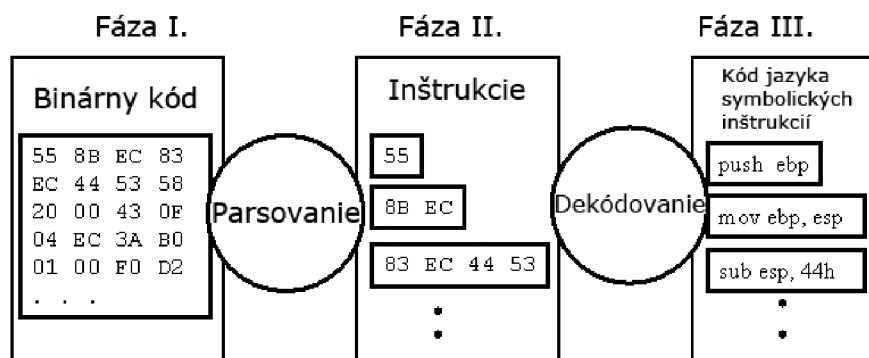 Fáza I.
Binárny kód
55 8B EC 83
EC 44 53 58
20 00 43 0F
04 EC 3A B0
01 00 F0 D2
. . .
Parsovanie
Fáza II.
Inštrukcie
55
8B EC
83 EC 44 53
Dekódovanie
Fáza III.
Kód jazyka
symbolických
inštrukcií
push ebp
mov ebp, esp
sub esp, 44h